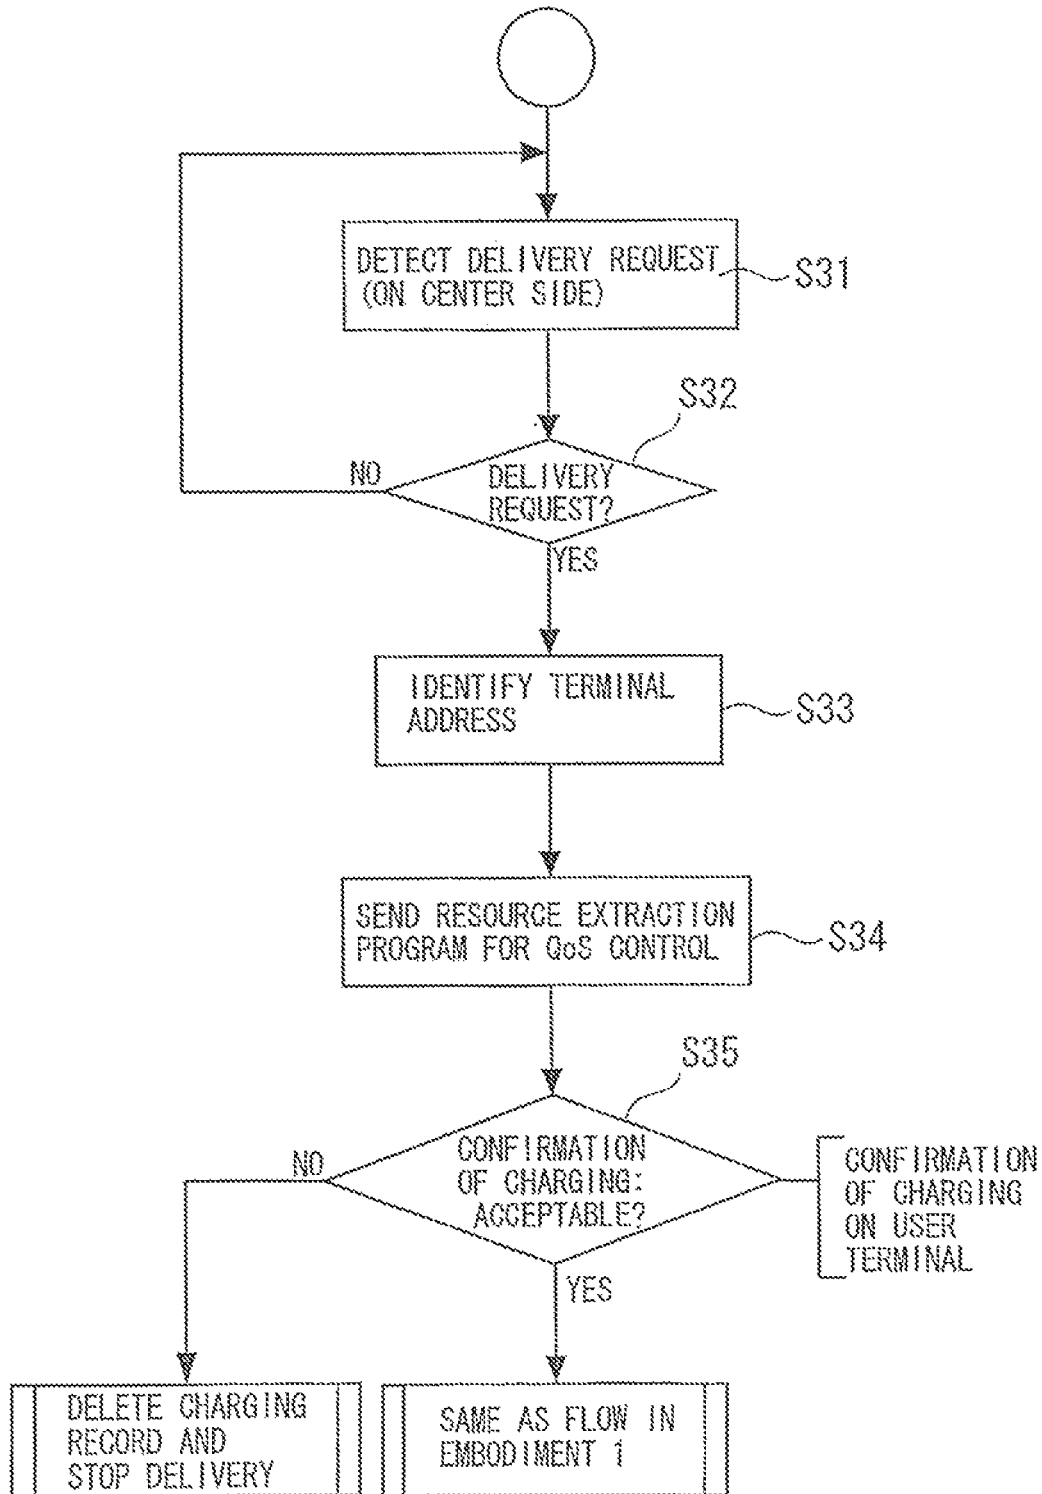 DETECT DELIVERY REQUEST
(ON CENTER SIDE)
S31
S32
NO
DELIVERY
REQUEST?
YES
IDENTIFY TERMINAL
ADDRESS
S33
SEND RESOURCE EXTRACTION
PROGRAM FOR QoS CONTROL
S34
S35
NO
CONFIRMATION
OF CHARGING:
ACCEPTABLE?
CONFIRMATION
OF CHARGING
ON USER
TERMINAL
YES
DELETE CHARGING
RECORD AND
STOP DELIVERY
SAME AS FLOW IN
EMBODIMENT 1